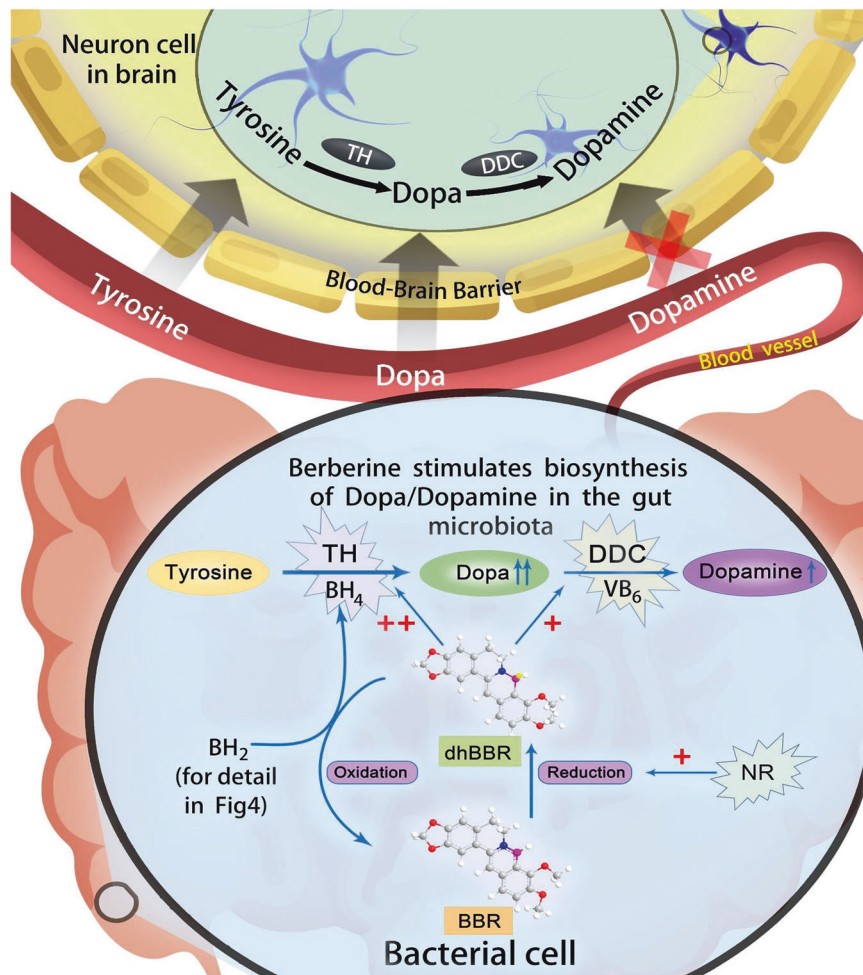 Neuron cell
in brain
Tyrosine
TH
Dopa
DDC
Dopamine
Blood-Brain Barrier
Tyrosine
Dopa
Dopamine
Blood vessel
Berberine stimulates biosynthesis
of Dopa/Dopamine in the gut
microbiota
Tyrosine
TH
BH₄
Dopa ↑↑
DDC
VB₆
Dopamine ↑
++
+
dhBBR
BH₂
(for detail
in Fig4)
Oxidation
Reduction
+
NR
BBR
Bacterial cell